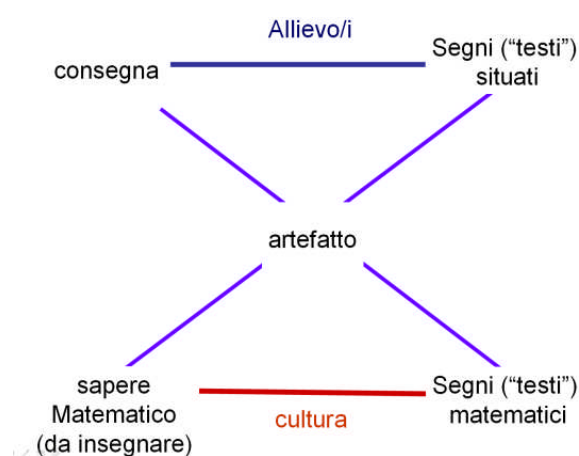 Allievo/i
consegna
Segni (“testi”)
situati
artefatto
sapere
Matematico
(da insegnare)
cultura
Segni (“testi”)
matematici